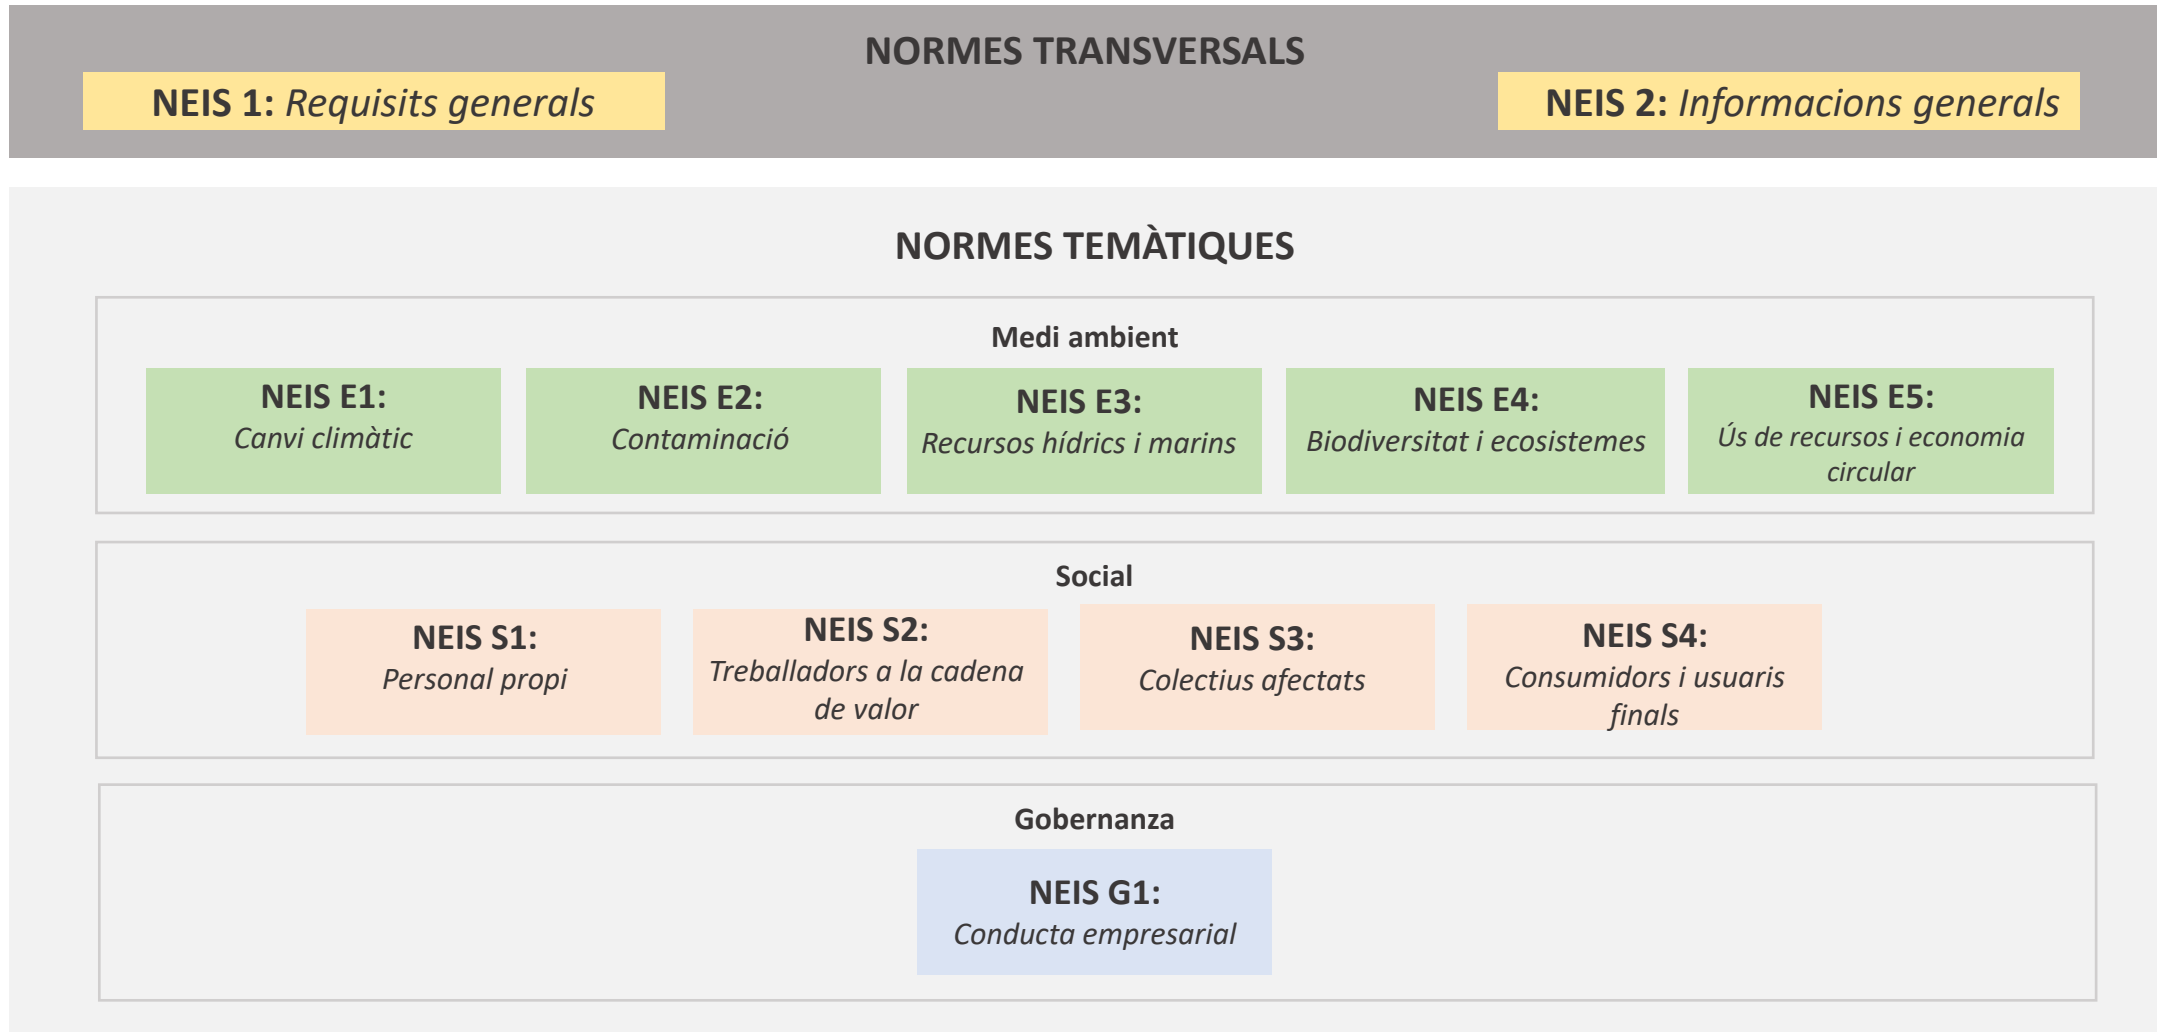 NORMES TRANSVERSALS
NEIS 1: Requisits generals
NEIS 2: Informacions generals
NORMES TEMÀTIQUES
Medi ambient
NEIS E1:
Canvi climàtic
NEIS E2:
Contaminació
NEIS E3:
Recursos hídrics i marins
NEIS E4:
Biodiversitat i ecosistemes
NEIS E5:
Ús de recursos i economia
circular
Social
NEIS S1:
Personal propi
NEIS S2:
Treballadors a la cadena
de valor
NEIS S3:
Colectius afectats
NEIS S4:
Consumidors i usuaris
finals
Gobernanza
NEIS G1:
Conducta empresarial